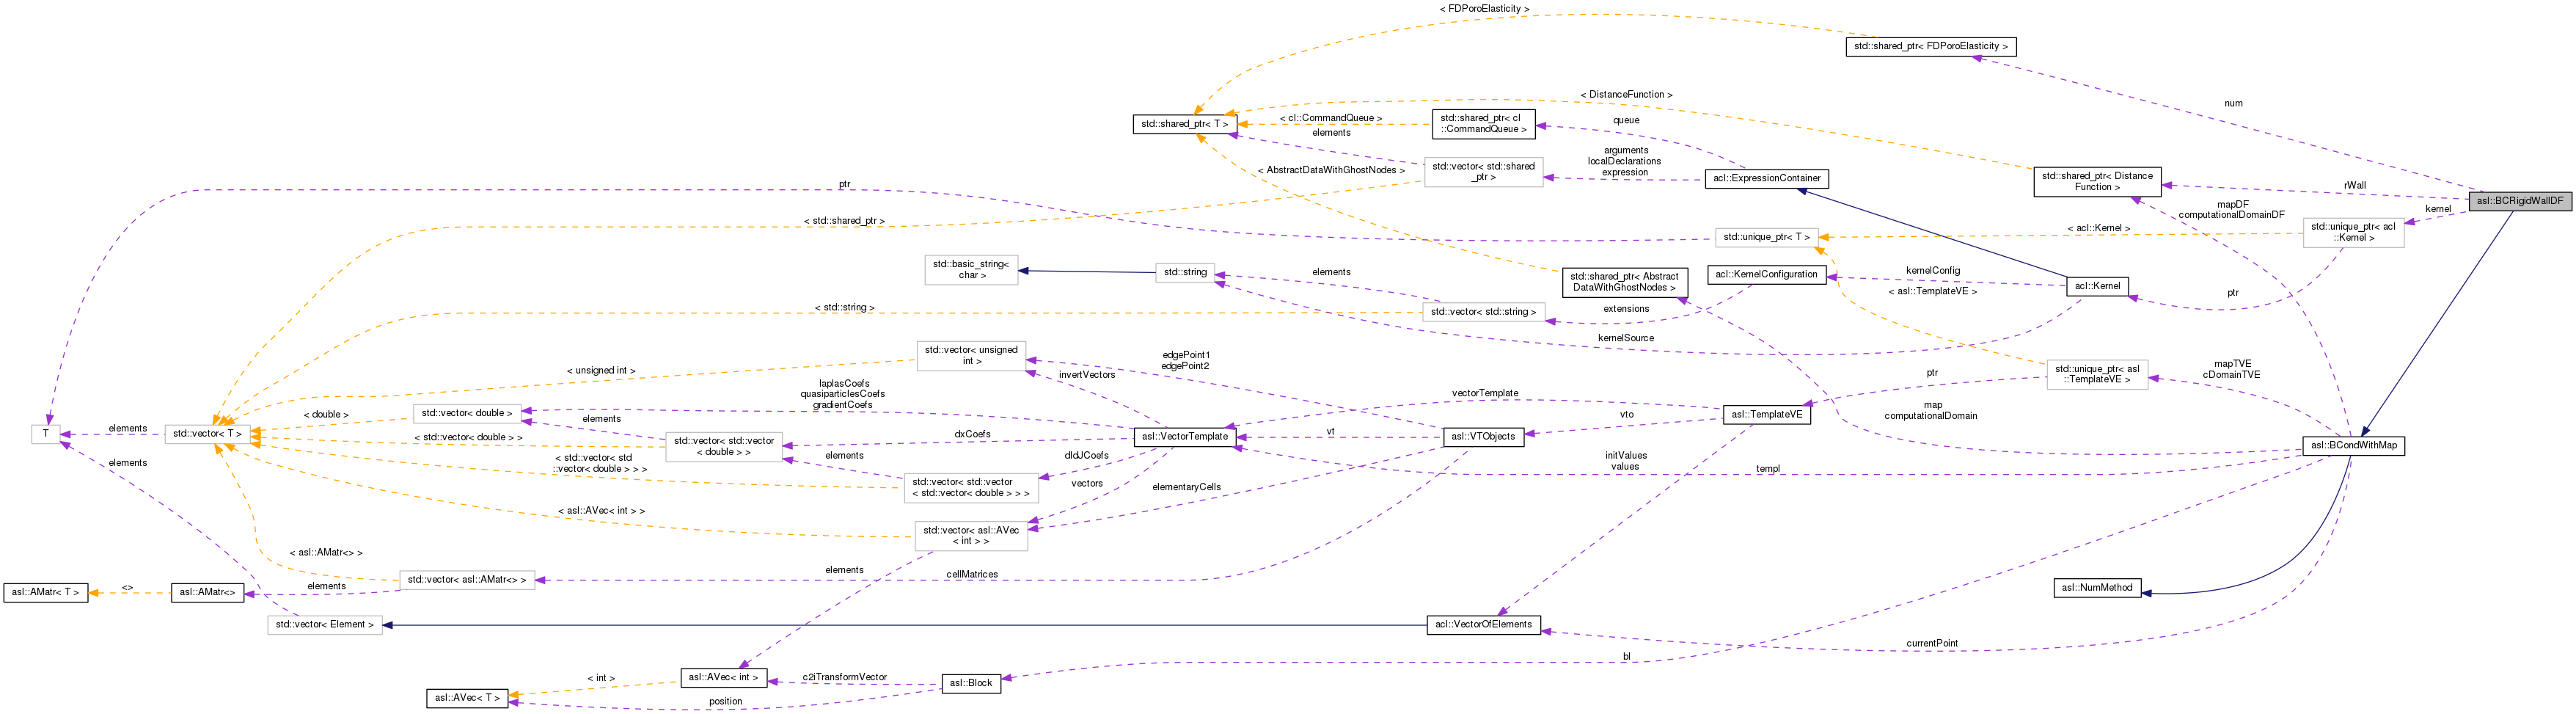 < FDPoroElasticity >
std::shared_ptr< FDPoroElasticity >
num
< DistanceFunction >
std::shared_ptr< T >
< cl::CommandQueue >
elements
std::shared_ptr< cl
::CommandQueue >
queue
< AbstractDataWithGhostNodes >
std::vector< std::shared
_ptr >
arguments
localDeclarations
expression
acl::ExpressionContainer
std::shared_ptr< Distance
Function >
rWall
asl::BCRigidWallDF
mapDF
computationalDomainDF
kernel
ptr
< std::shared_ptr >
std::unique_ptr< T >
< acl::Kernel >
std::unique_ptr< acl
::Kernel >
std::basic_string<
char >
std::string
elements
std::shared_ptr< Abstract
DataWithGhostNodes >
acl::KernelConfiguration
kernelConfig
< asl::TemplateVE >
acl::Kernel
ptr
< std::string >
std::vector< std::string >
extensions
kernelSource
std::vector< unsigned
int >
edgePoint1
edgePoint2
< unsigned int >
invertVectors
std::unique_ptr< asl
::TemplateVE >
ptr
mapTVE
cDomainTVE
laplasCoefs
quasiparticlesCoefs
gradientCoefs
vectorTemplate
< double >
std::vector< double >
elements
vto
asl::TemplateVE
map
computationalDomain
T
elements
std::vector< T >
< std::vector< double > >
std::vector< std::vector
< double > >
dxCoefs
asl::VectorTemplate
vt
asl::VTObjects
asl::BCondWithMap
elements
< std::vector< std
::vector< double > > >
elements
dldJCoefs
initValues
values
templ
std::vector< std::vector
< std::vector< double > > >
vectors
elementaryCells
< asl::AVec< int > >
std::vector< asl::AVec
< int > >
< asl::AMatr<> >
elements
cellMatrices
std::vector< asl::AMatr<> >
asl::AMatr< T >
<>
asl::AMatr<>
elements
asl::NumMethod
std::vector< Element >
acl::VectorOfElements
currentPoint
bl
< int >
asl::AVec< int >
c2iTransformVector
asl::Block
asl::AVec< T >
position